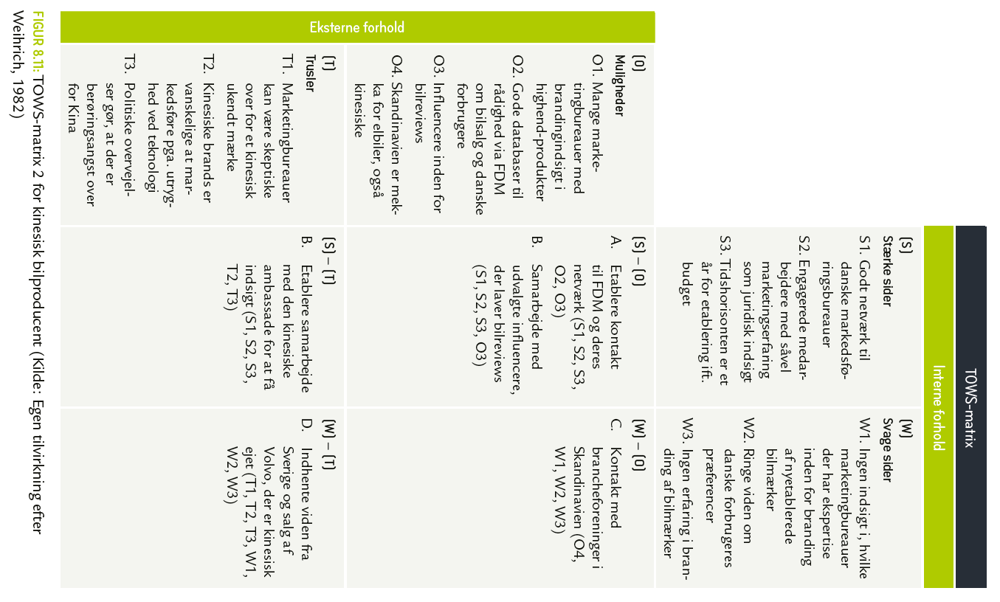 TOWS-matrix
Interne forhold
(S)
Stærke sider
S1. Godt netværk til
danske markedsfø-
ringsbureauer
S2. Engagerede medar-
bejdere med såvel
marketingserfaring
som juridisk indsigt
S3. Tidshorisonten er et
år for etablering ift.
budget
(W)
Svage sider
W1. Ingen indsigt i, hvilke
marketingbureauer
der har ekspertise
inden for branding
af nyetablerede
bilmærker
W2. Ringe viden om
danske forbrugeres
præferencer
W3. Ingen erfaring i bran-
ding af bilmærker
Eksterne forhold
(O)
Muligheder
O1. Mange marke-
tingbureauer med
brandingindsigt i
highend-produkter
O2. Gode databaser til
rådighed via FDM
om bilsalg og danske
forbrugere
O3. Influencere inden for
bilreviews
O4. Skandinavien er mek-
ka for elbiler, også
kinesiske
(S) – (O)
A. Etablere kontakt
til FDM og deres
netværk (S1, S2, S3,
O2, O3)
B. Samarbejde med
udvalgte influencere,
der laver bilreviews
(S1, S2, S3, O3)
(W) – (O)
C. Kontakt med
brancheforeninger i
Skandinavien (O4,
W1, W2, W3)
(T)
Trusler
T1. Marketingbureauer
kan være skeptiske
over for et kinesisk
ukendt mærke
T2. Kinesiske brands er
vanskelige at mar-
kedsføre pga. utryg-
hed ved teknologi
T3. Politiske overvejel-
ser gør, at der er
berøringsangst over
for Kina
(S) – (T)
B. Etablere samarbejde
med den kinesiske
ambassade for at få
indsigt (S1, S2, S3,
T2, T3)
(W) – (T)
D. Indhente viden fra
Sverige og salg af
Volvo, der er kinesisk
ejet (T1, T2, T3, W1,
W2, W3)
FIGUR 8.11: TOWS-matrix 2 for kinesisk bilproducent (Kilde: Egen tilvirkning efter
Weihrich, 1982)